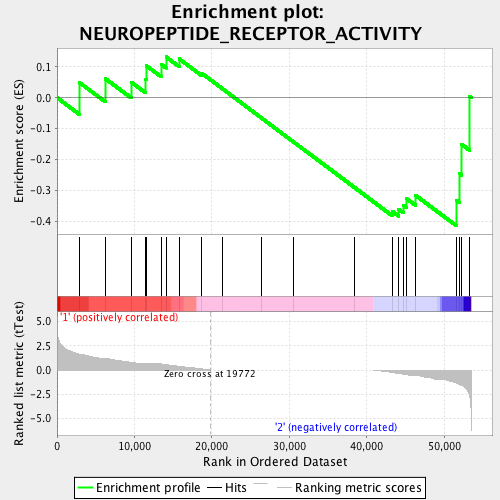 Enrichment plot:
NEUROPEPTIDE_RECEPTOR_ACTIVITY
Enrichment score (ES)
0.1
0.0
-0.1
-0.2
-0.3
-0.4
'1' (positively correlated)
Ranked list metric (tTest)
5.0
2.5
0.0
-2.5
-5.0
Zero cross at 19772
'2' (negatively correlated)
0
10,000
20,000
30,000
40,000
50,000
Rank in Ordered Dataset
Enrichment profile
Hits
Ranking metric scores